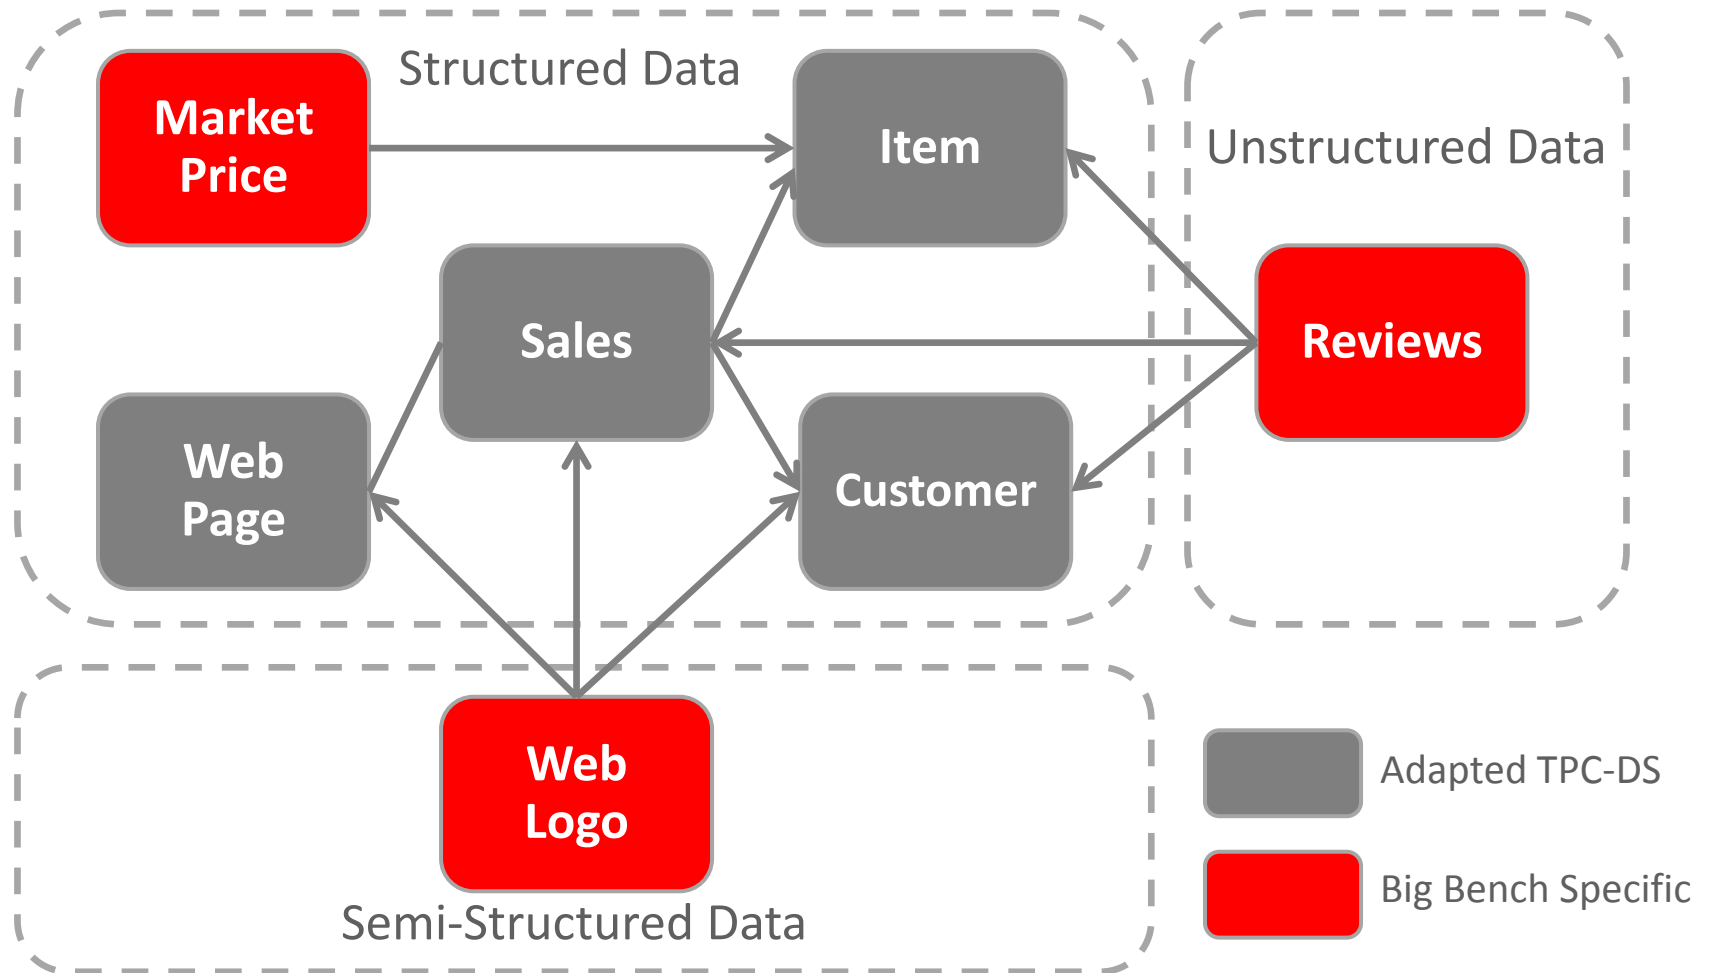 Structured Data
Market
Price
Item
Unstructured Data
Sales
Reviews
Web
Page
Customer
Web
Logo
Semi-Structured Data
Adapted TPC-DS
Big Bench Specific